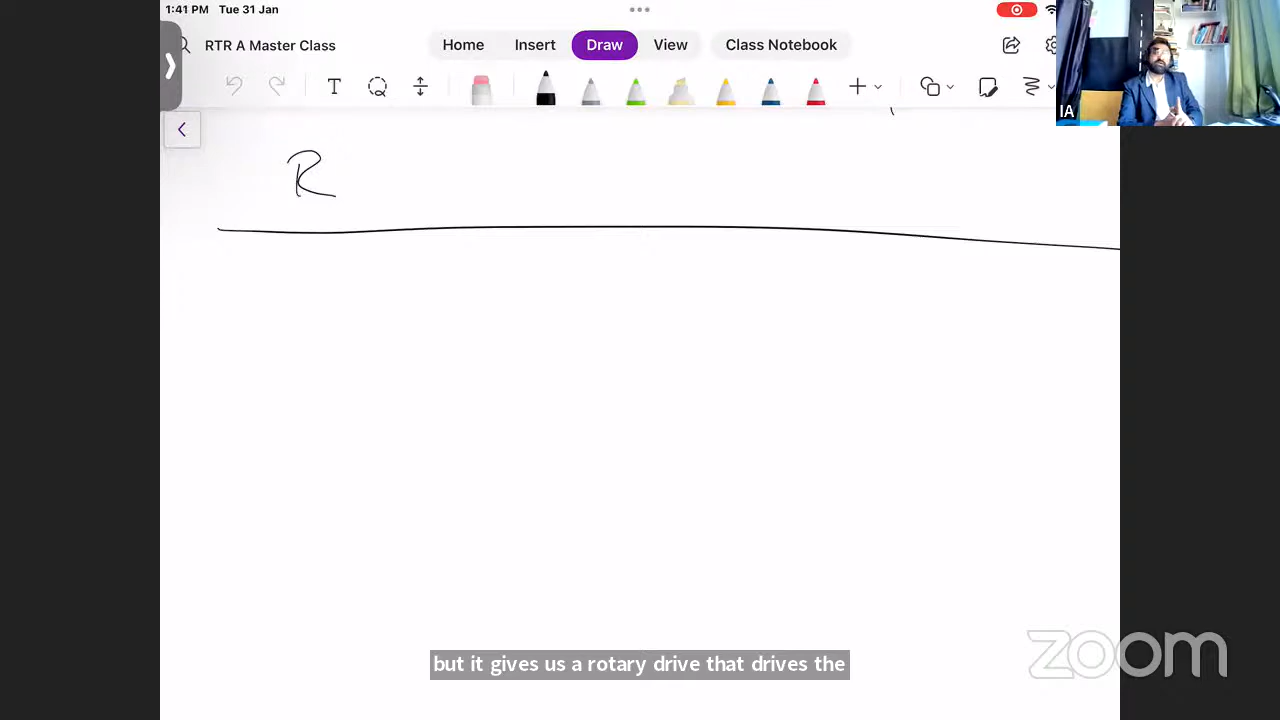 1:41 PM Tue 31 Jan
RTR A Master Class
Home Insert Draw View Class Notebook
T
IA
R
but it gives us a rotary drive that drives the
zoom